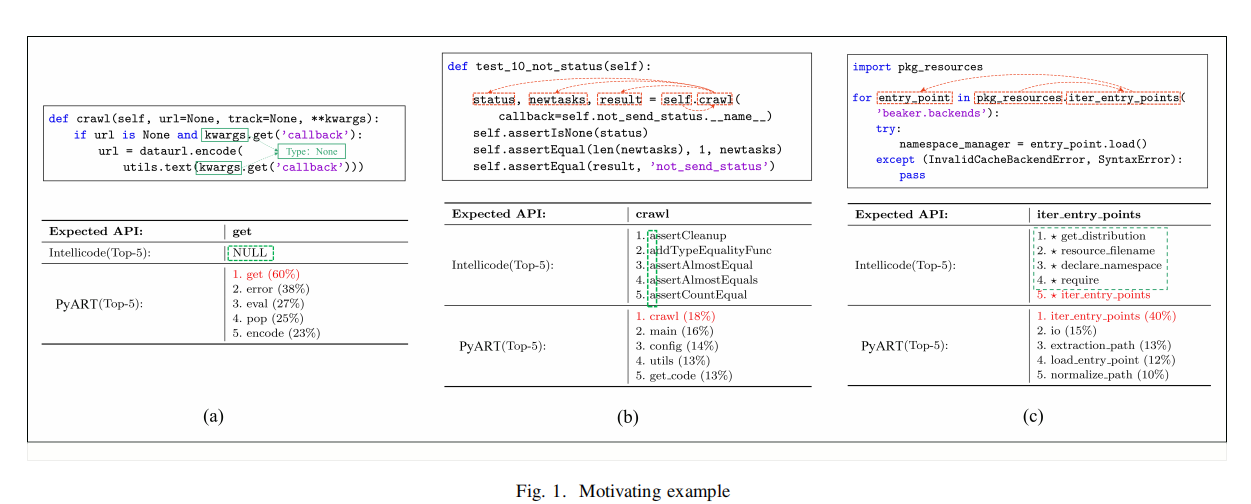 def crawl(self, url=None, track=None, **kwargs):
if url is None and kwargs.get('callback'):
url = dataurl.encode(
Type: None
utils.text(kwargs.get('callback')))
Expected API: get
Intellicode(Top-5): NULL
PyART(Top-5):
1. get (60%)
2. error (38%)
3. eval (27%)
4. pop (25%)
5. encode (23%)
(a)
def test_10_not_status(self):
status, newtasks, result = self.crawl(
callback=self.not_send_status.__name__)
self.assertIsNone(status)
self.assertEqual(len(newtasks), 1, newtasks)
self.assertEqual(result, 'not_send_status')
Expected API: crawl
Intellicode(Top-5):
1. assertCleanup
2. addTypeEqualityFunc
3. assertAlmostEqual
4. assertAlmostEquals
5. assertCountEqual
PyART(Top-5):
1. crawl (18%)
2. main (16%)
3. config (14%)
4. utils (13%)
5. get_code (13%)
(b)
import pkg_resources
for entry_point in pkg_resources.iter_entry_points(
'beaker.backends'):
try:
namespace_manager = entry_point.load()
except (InvalidCacheBackendError, SyntaxError):
pass
Expected API: iter_entry_points
Intellicode(Top-5):
1. ⋆ get_distribution
2. ⋆ resource_filename
3. ⋆ declare_namespace
4. ⋆ require
5. ⋆ iter_entry_points
PyART(Top-5):
1. iter_entry_points (40%)
2. io (15%)
3. extraction_path (13%)
4. load_entry_point (12%)
5. normalize_path (10%)
(c)
Fig. 1. Motivating example